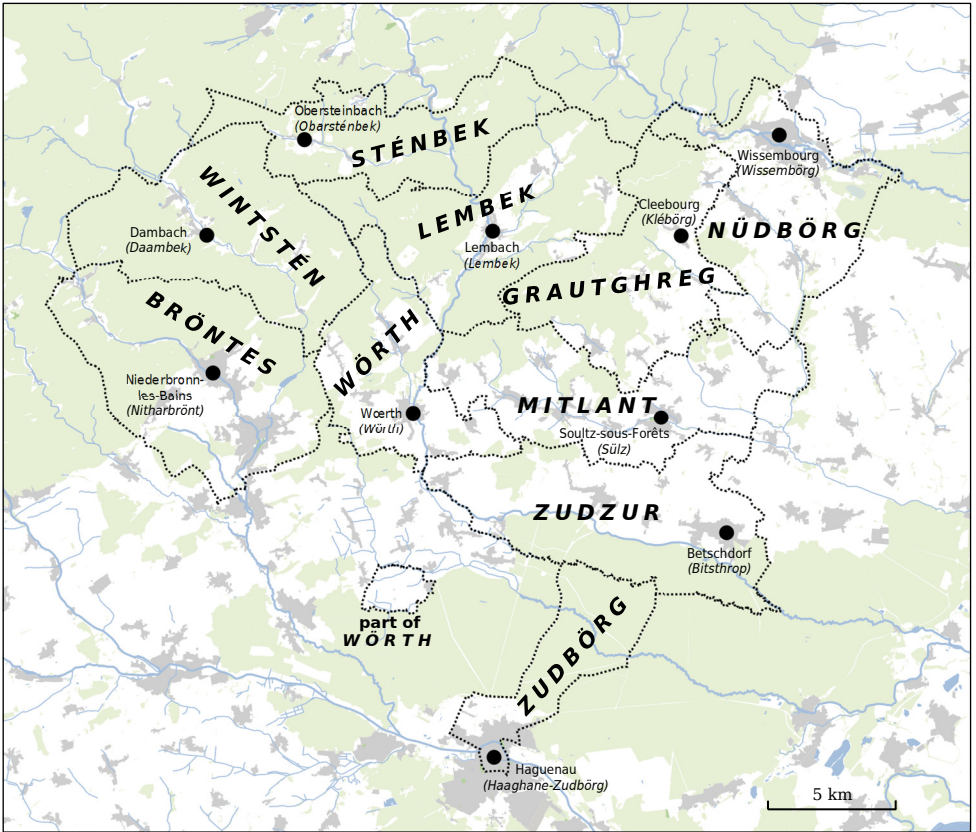 Obersteinbach
(Obarsténbek)
STÉNBEK
Wissembourg
(Wissembörg)
WINTSTÉN
LEMBEK
Cleebourg
(Klébörg)
NÜDBÖRG
Dambach
(Daambek)
Lembach
(Lembek)
GRAUTGHREG
BRÖNTES
WÖRTH
Niederbronn-
les-Bains
(Nitharbrönt)
Wœrth
(Wörth)
MITLANT
Soultz-sous-Forêts
(Sülz)
ZUDZUR
Betschdorf
(Bitsthrop)
part of
WÖRTH
ZUDBÖRG
Haguenau
(Haaghane-Zudbörg)
5 km